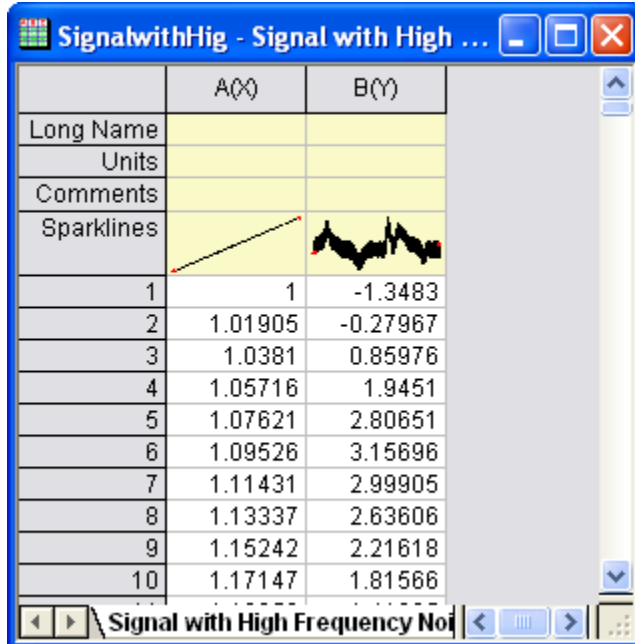 SignalwithHig - Signal with High ...
A(X) B(Y)
Long Name
Units
Comments
Sparklines
1 1 -1.3483
2 1.01905 -0.27967
3 1.0381 0.85976
4 1.05716 1.9451
5 1.07621 2.80651
6 1.09526 3.15696
7 1.11431 2.99905
8 1.13337 2.63606
9 1.15242 2.21618
10 1.17147 1.81566
Signal with High Frequency Noi